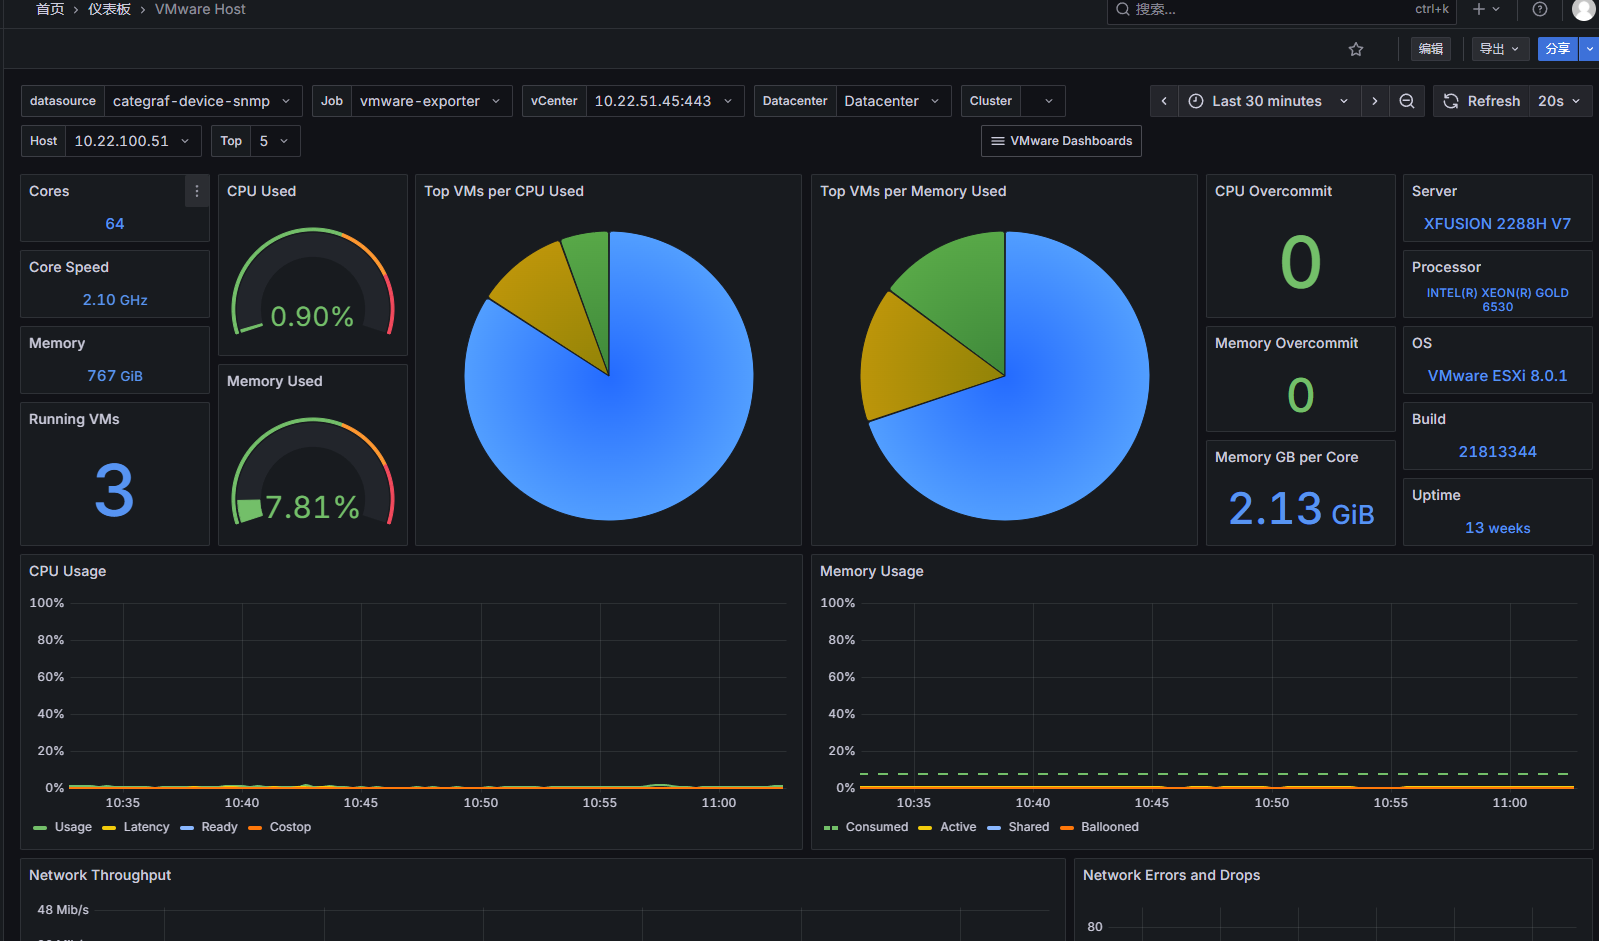 首页 › 仪表板 › VMware Host
搜索... ctrl+k
编辑 导出 分享
datasource categraf-device-snmp Job vmware-exporter vCenter 10.22.51.45:443 Datacenter Datacenter Cluster
Last 30 minutes Refresh 20s
Host 10.22.100.51 Top 5
VMware Dashboards
Cores
64
Core Speed
2.10 GHz
Memory
767 GiB
Running VMs
3
CPU Used
0.90%
Memory Used
7.81%
Top VMs per CPU Used
Top VMs per Memory Used
CPU Overcommit
0
Memory Overcommit
0
Memory GB per Core
2.13 GiB
Server
XFUSION 2288H V7
Processor
INTEL(R) XEON(R) GOLD
6530
OS
VMware ESXi 8.0.1
Build
21813344
Uptime
13 weeks
CPU Usage
100%
80%
60%
40%
20%
0%
10:35 10:40 10:45 10:50 10:55 11:00
Usage Latency Ready Costop
Memory Usage
100%
80%
60%
40%
20%
0%
10:35 10:40 10:45 10:50 10:55 11:00
Consumed Active Shared Ballooned
Network Throughput
48 Mib/s
Network Errors and Drops
80